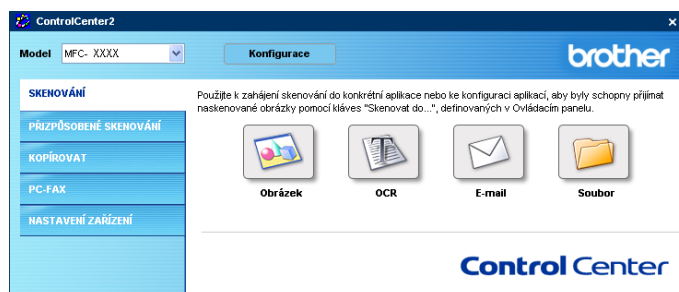 ControlCenter2
Model MFC- XXXX Konfigurace brother
SKENOVÁNÍ
PŘIZPŮSOBENÉ SKENOVÁNÍ
KOPÍROVAT
PC-FAX
NASTAVENÍ ZAŘÍZENÍ
Použijte k zahájení skenování do konkrétní aplikace nebo ke konfiguraci aplikací, aby byly schopny přijímat
naskenované obrázky pomocí kláves "Skenovat do...", definovaných v Ovládacím panelu.
Obrázek OCR E-mail Soubor
Control Center